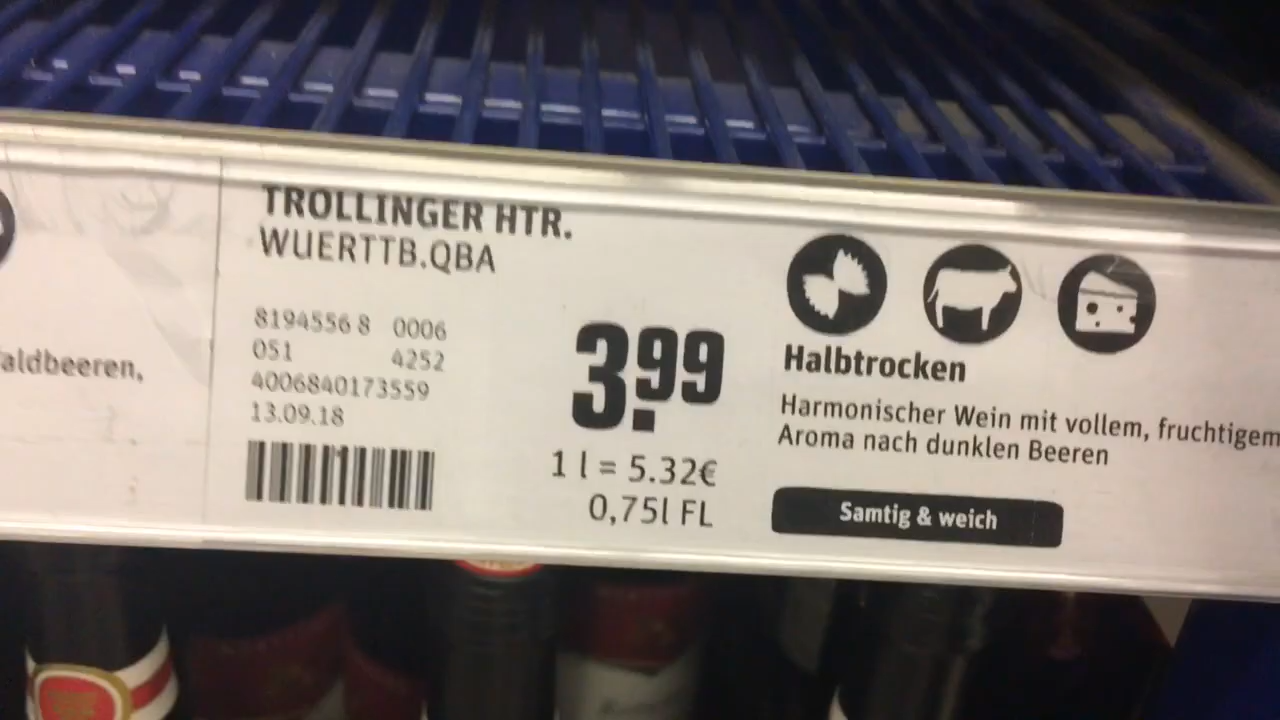 aldbeeren,
TROLLINGER HTR.
WUERTTB.QBA
8194556 8 0006
051 4252
4006840173559
13.09.18
3.99
1 l = 5.32€
0,75l FL
Halbtrocken
Harmonischer Wein mit vollem, fruchtigem
Aroma nach dunklen Beeren
Samtig & weich